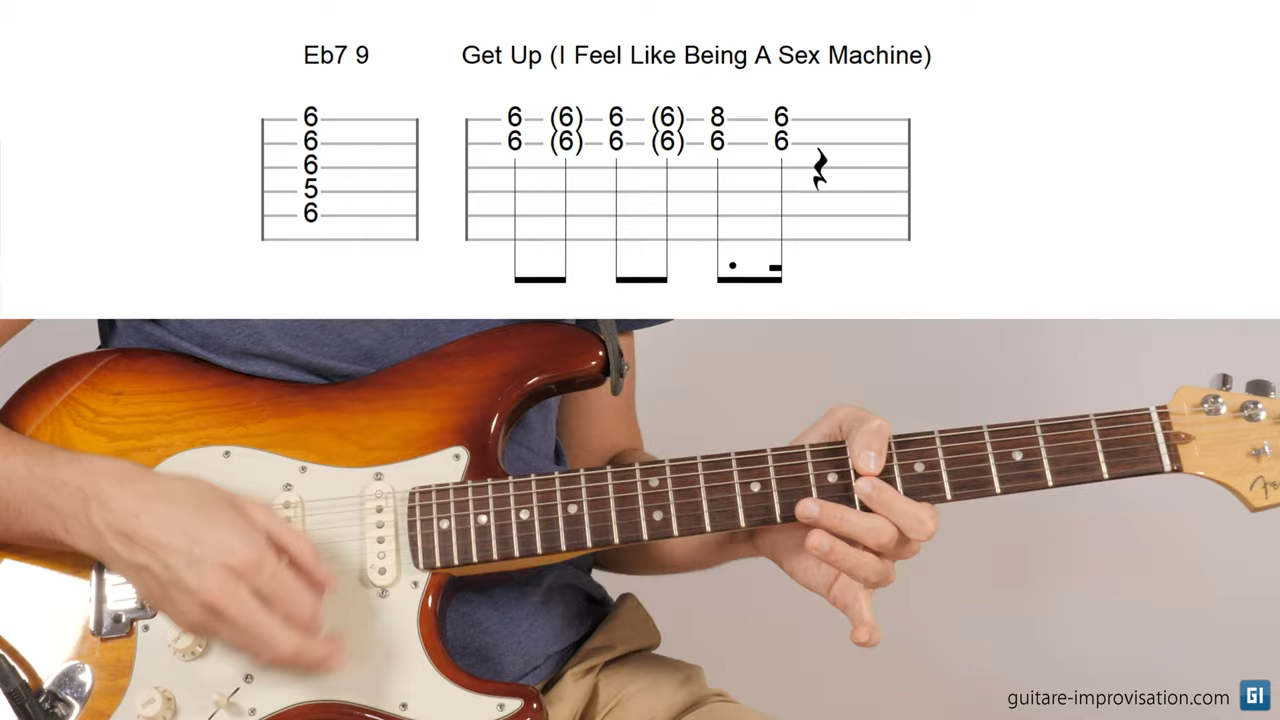 Eb7 9 Get Up (I Feel Like Being A Sex Machine)
6 6 (6) 6 (6) 8 6
6 6 (6) 6 (6) 6 6
6
5
6
guitare-improvisation.com GI